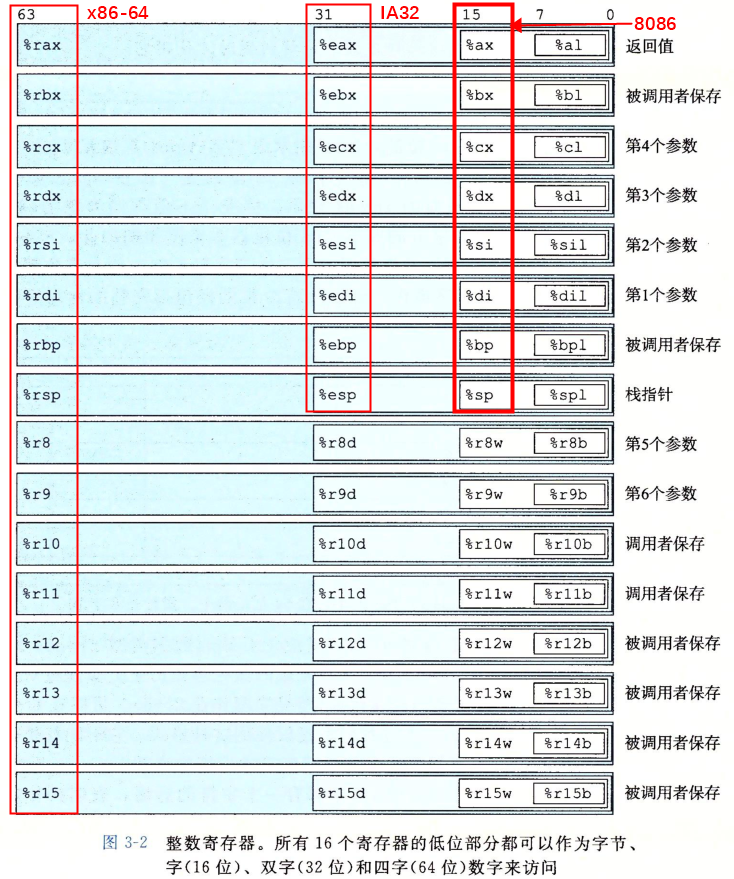 63 x86-64 31 IA32 15 7 0
8086
%rax %eax %ax %al 返回值
%rbx %ebx %bx %bl 被调用者保存
%rcx %ecx %cx %cl 第4个参数
%rdx %edx %dx %dl 第3个参数
%rsi %esi %si %sil 第2个参数
%rdi %edi %di %dil 第1个参数
%rbp %ebp %bp %bpl 被调用者保存
%rsp %esp %sp %spl 栈指针
%r8 %r8d %r8w %r8b 第5个参数
%r9 %r9d %r9w %r9b 第6个参数
%r10 %r10d %r10w %r10b 调用者保存
%r11 %r11d %r11w %r11b 调用者保存
%r12 %r12d %r12w %r12b 被调用者保存
%r13 %r13d %r13w %r13b 被调用者保存
%r14 %r14d %r14w %r14b 被调用者保存
%r15 %r15d %r15w %r15b 被调用者保存
图 3-2 整数寄存器。所有 16 个寄存器的低位部分都可以作为字节、
字(16 位)、双字(32 位)和四字(64 位)数字来访问